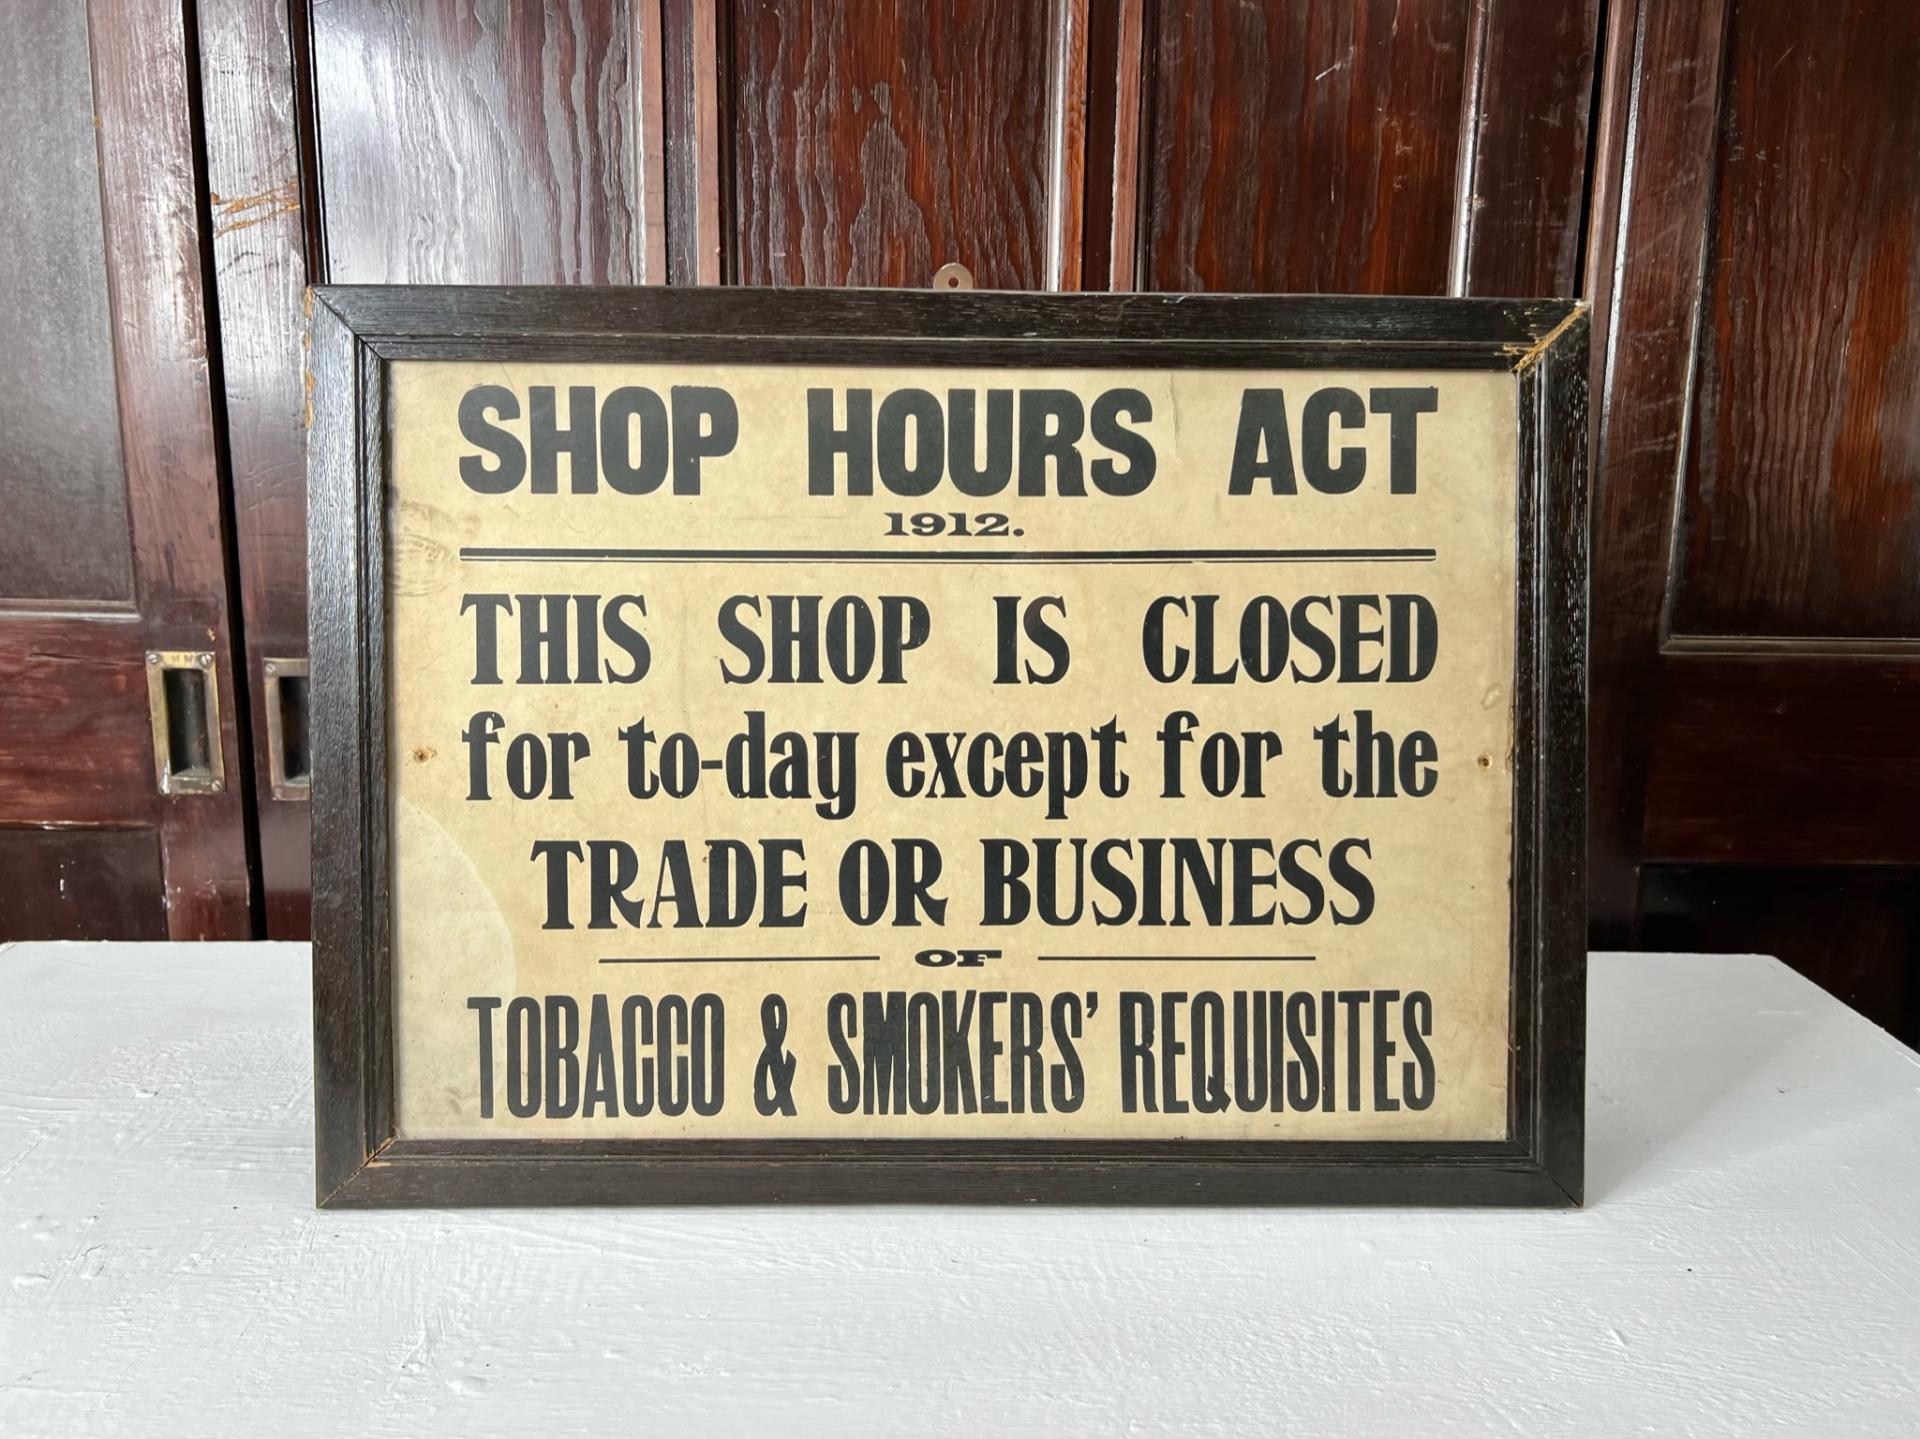 SHOP HOURS ACT
1912.
THIS SHOP IS CLOSED
for to-day except for the
TRADE OR BUSINESS
OF
TOBACCO & SMOKERS' REQUISITES